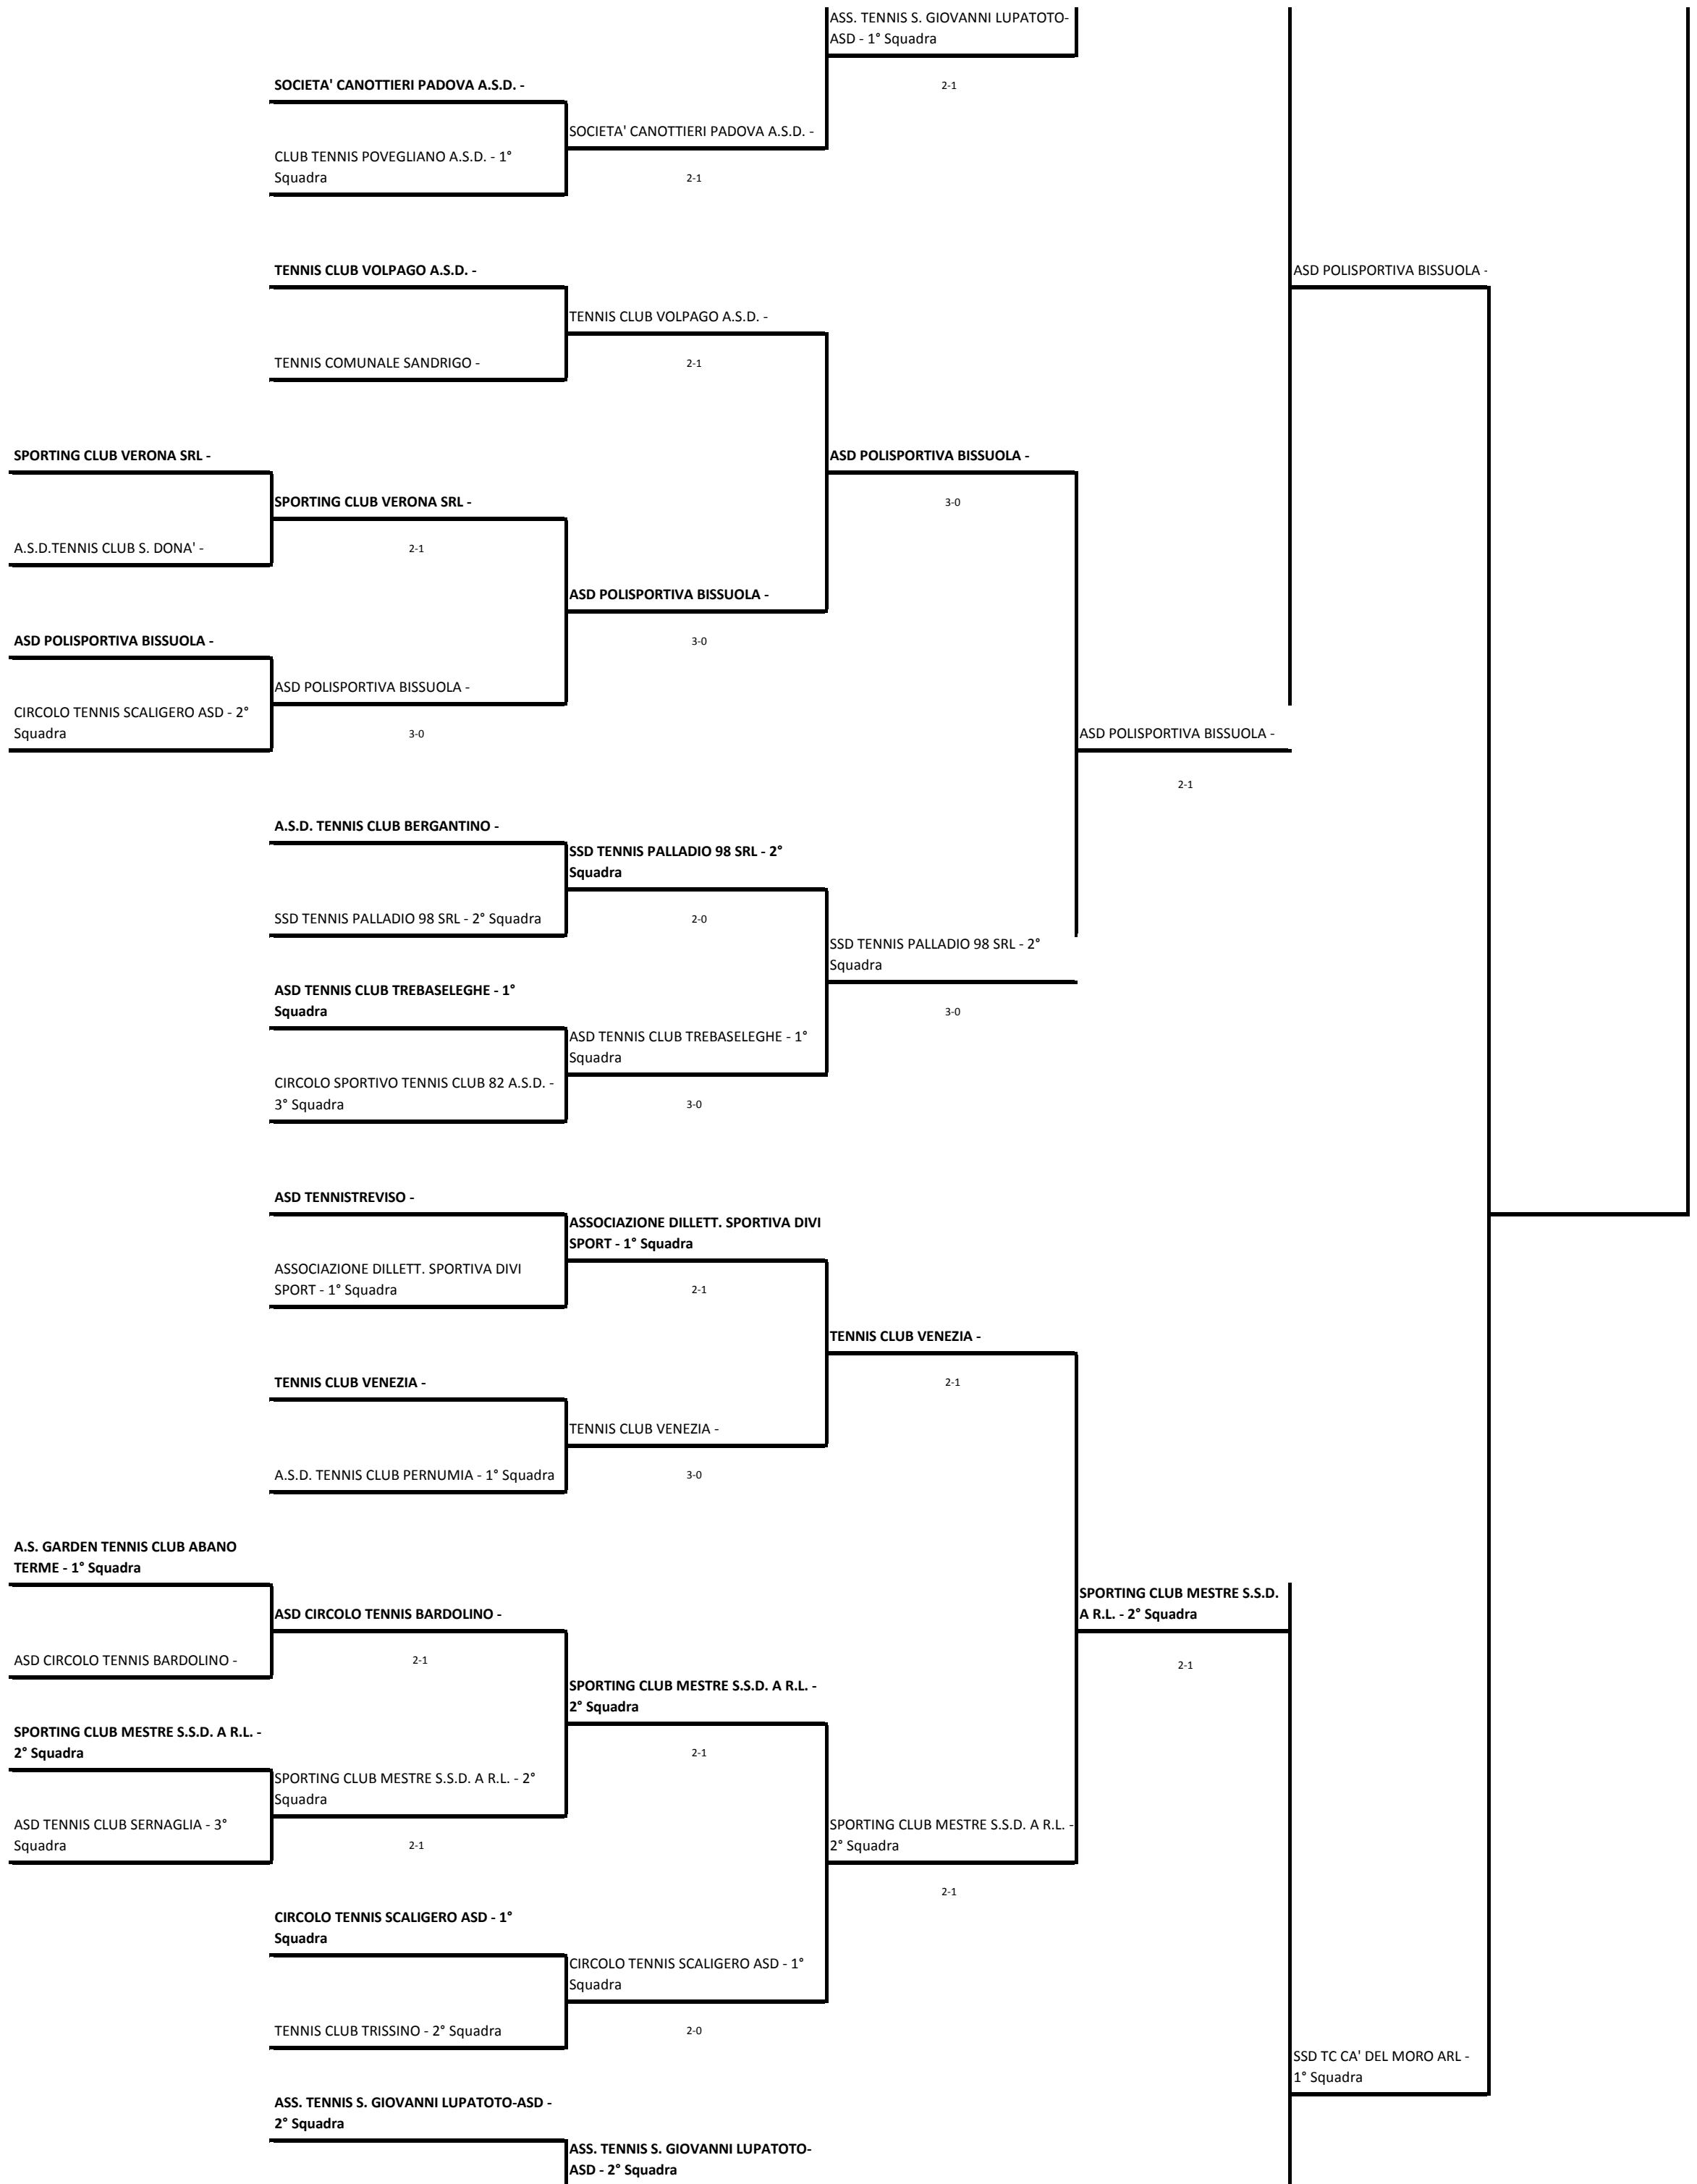 ASS. TENNIS S. GIOVANNI LUPATOTO-
ASD - 1° Squadra
SOCIETA' CANOTTIERI PADOVA A.S.D. -
2-1
SOCIETA' CANOTTIERI PADOVA A.S.D. -
CLUB TENNIS POVEGLIANO A.S.D. - 1°
Squadra
2-1
TENNIS CLUB VOLPAGO A.S.D. -
ASD POLISPORTIVA BISSUOLA -
TENNIS CLUB VOLPAGO A.S.D. -
TENNIS COMUNALE SANDRIGO -
2-1
SPORTING CLUB VERONA SRL -
ASD POLISPORTIVA BISSUOLA -
SPORTING CLUB VERONA SRL -
3-0
A.S.D.TENNIS CLUB S. DONA' -
2-1
ASD POLISPORTIVA BISSUOLA -
ASD POLISPORTIVA BISSUOLA -
3-0
ASD POLISPORTIVA BISSUOLA -
CIRCOLO TENNIS SCALIGERO ASD - 2°
Squadra
3-0
ASD POLISPORTIVA BISSUOLA -
2-1
A.S.D. TENNIS CLUB BERGANTINO -
SSD TENNIS PALLADIO 98 SRL - 2°
Squadra
SSD TENNIS PALLADIO 98 SRL - 2° Squadra
2-0
SSD TENNIS PALLADIO 98 SRL - 2°
Squadra
ASD TENNIS CLUB TREBASELEGHE - 1°
Squadra
3-0
ASD TENNIS CLUB TREBASELEGHE - 1°
Squadra
CIRCOLO SPORTIVO TENNIS CLUB 82 A.S.D. -
3° Squadra
3-0
ASD TENNISTREVISO -
ASSOCIAZIONE DILLETT. SPORTIVA DIVI
SPORT - 1° Squadra
ASSOCIAZIONE DILLETT. SPORTIVA DIVI
SPORT - 1° Squadra
2-1
TENNIS CLUB VENEZIA -
TENNIS CLUB VENEZIA -
2-1
TENNIS CLUB VENEZIA -
A.S.D. TENNIS CLUB PERNUMIA - 1° Squadra
3-0
A.S. GARDEN TENNIS CLUB ABANO
TERME - 1° Squadra
SPORTING CLUB MESTRE S.S.D.
A R.L. - 2° Squadra
ASD CIRCOLO TENNIS BARDOLINO -
ASD CIRCOLO TENNIS BARDOLINO -
2-1
2-1
SPORTING CLUB MESTRE S.S.D. A R.L. -
2° Squadra
SPORTING CLUB MESTRE S.S.D. A R.L. -
2° Squadra
2-1
SPORTING CLUB MESTRE S.S.D. A R.L. - 2°
Squadra
ASD TENNIS CLUB SERNAGLIA - 3°
Squadra
2-1
SPORTING CLUB MESTRE S.S.D. A R.L. -
2° Squadra
2-1
CIRCOLO TENNIS SCALIGERO ASD - 1°
Squadra
CIRCOLO TENNIS SCALIGERO ASD - 1°
Squadra
TENNIS CLUB TRISSINO - 2° Squadra
2-0
SSD TC CA' DEL MORO ARL -
1° Squadra
ASS. TENNIS S. GIOVANNI LUPATOTO-ASD -
2° Squadra
ASS. TENNIS S. GIOVANNI LUPATOTO-
ASD - 2° Squadra